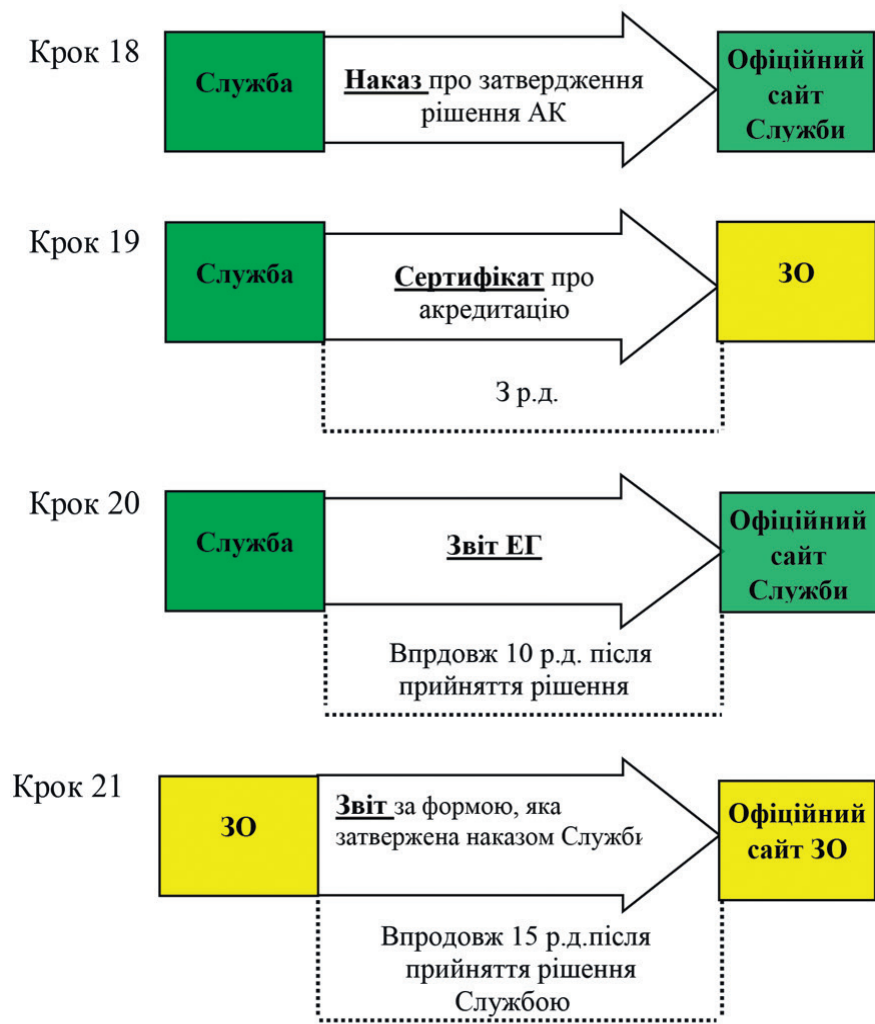 Крок 18
Служба
Наказ про затвердження
рішення АК
Офіційний
сайт
Служби
Крок 19
Служба
Сертифікат про
акредитацію
ЗО
3 р.д.
Крок 20
Служба
Звіт ЕГ
Офіційний
сайт
Служби
Впрдовж 10 р.д. після
прийняття рішення
Крок 21
ЗО
Звіт за формою, яка
затвержена наказом Служби
Офіційний
сайт ЗО
Впродовж 15 р.д.після
прийняття рішення
Службою